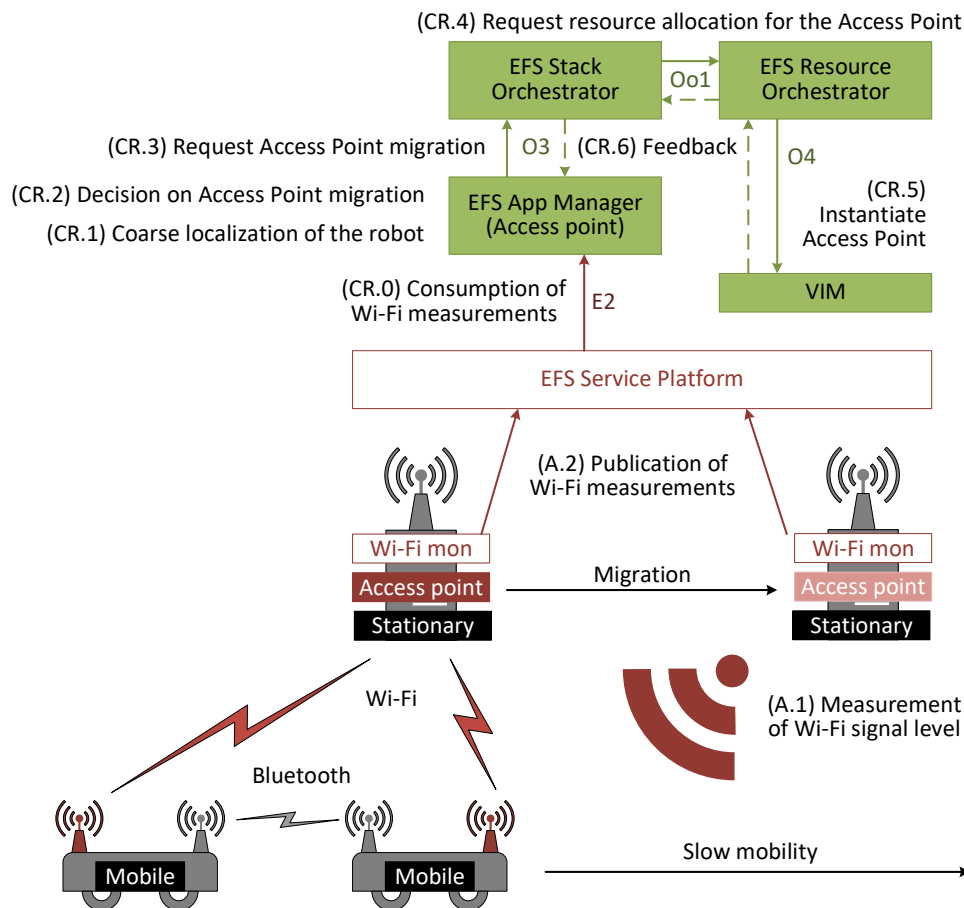 (CR.4) Request resource allocation for the Access Point
EFS Stack
Orchestrator
Oo1
EFS Resource
Orchestrator
(CR.3) Request Access Point migration
O3
(CR.6) Feedback
O4
(CR.2) Decision on Access Point migration
(CR.1) Coarse localization of the robot
EFS App Manager
(Access point)
(CR.5)
Instantiate
Access Point
VIM
(CR.0) Consumption of
Wi-Fi measurements
E2
EFS Service Platform
(A.2) Publication of
Wi-Fi measurements
Wi-Fi mon
Access point
Stationary
Migration
Wi-Fi mon
Access point
Stationary
Wi-Fi
(A.1) Measurement
of Wi-Fi signal level
Bluetooth
Mobile
Mobile
Slow mobility